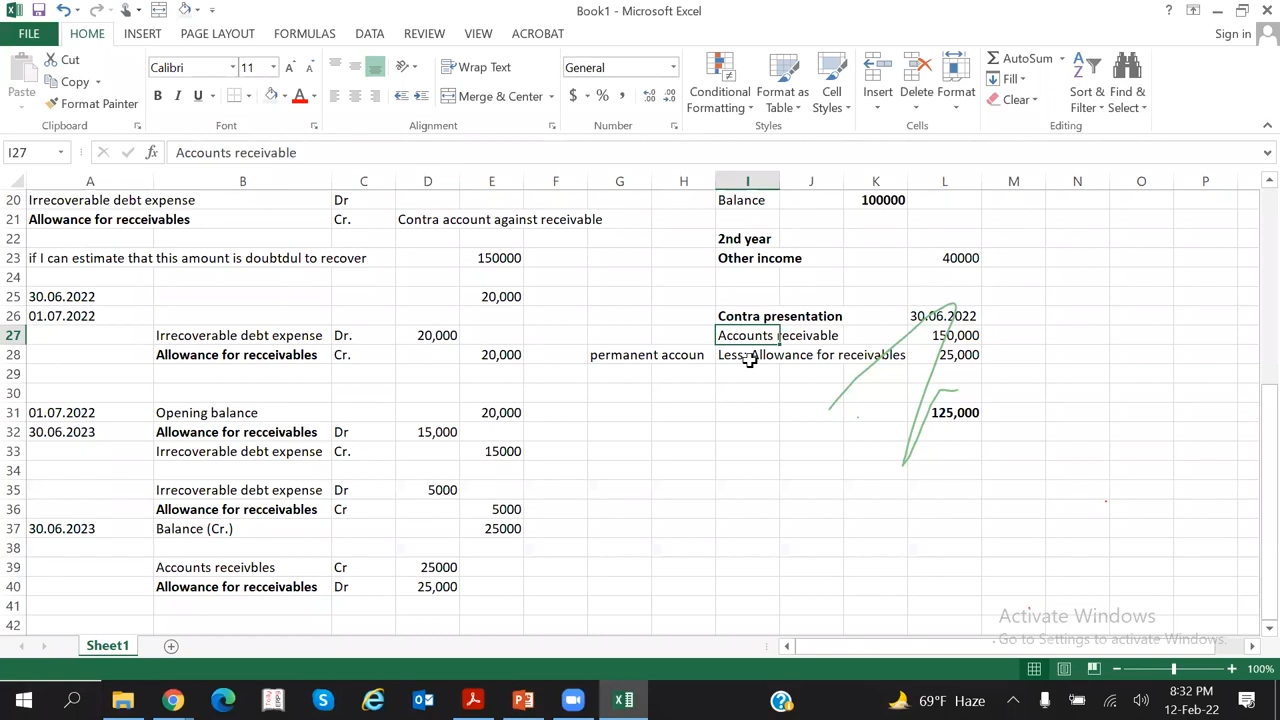 Book1 - Microsoft Excel
? Sign in
FILE HOME INSERT PAGE LAYOUT FORMULAS DATA REVIEW VIEW ACROBAT
Paste Cut Copy Format Painter
Calibri 11 B I U A
Wrap Text Merge & Center
General $ % ,
Conditional Formatting Format as Table Cell Styles
Insert Delete Format
AutoSum Fill Clear Sort & Filter Find & Select
Clipboard Font Alignment Number Styles Cells Editing
I27 fx Accounts receivable
A B C D E F G H I J K L M N O P
20 Irrecoverable debt expense Dr Balance 100000
21 Allowance for recceivables Cr. Contra account against receivable
22 2nd year
23 if I can estimate that this amount is doubtdul to recover 150000 Other income 40000
24
25 30.06.2022 20,000
26 01.07.2022 Contra presentation 30.06.2022
27 Irrecoverable debt expense Dr. 20,000 Accounts receivable 150,000
28 Allowance for recceivables Cr. 20,000 permanent accoun Less: Allowance for receivables 25,000
29
30
31 01.07.2022 Opening balance 20,000 125,000
32 30.06.2023 Allowance for recceivables Dr 15,000
33 Irrecoverable debt expense Cr. 15000
34
35 Irrecoverable debt expense Dr 5000
36 Allowance for recceivables Cr 5000
37 30.06.2023 Balance (Cr.) 25000
38
39 Accounts receivbles Cr 25000
40 Allowance for recceivables Dr 25,000
41
42
Activate Windows
Go to Settings to activate Windows.
Sheet1
100%
69°F Haze
8:32 PM
12-Feb-22